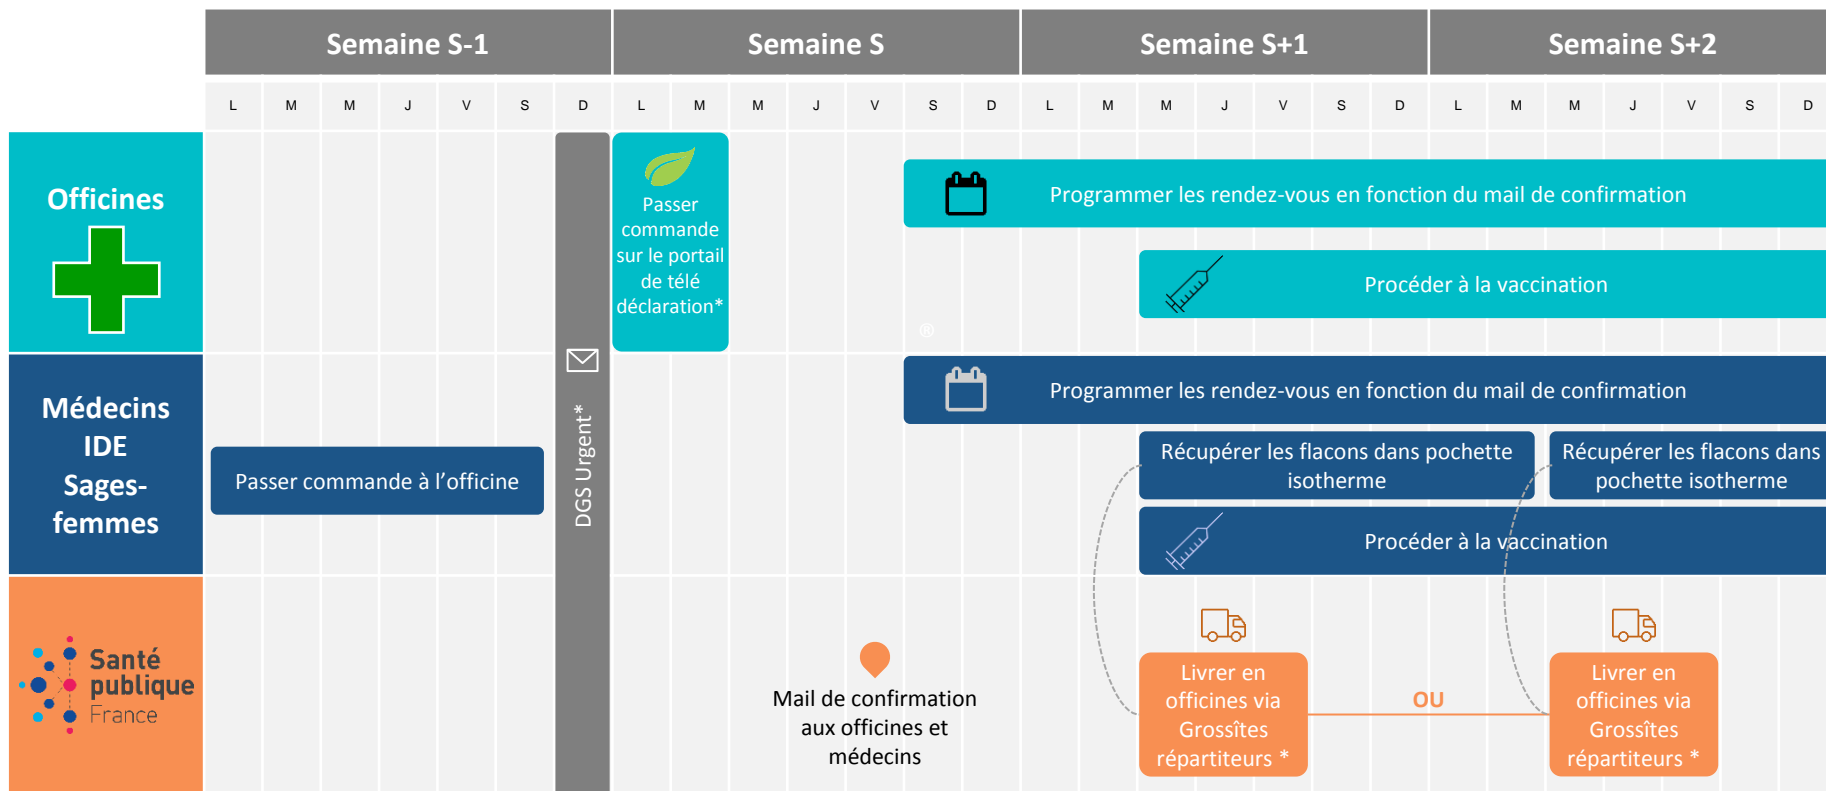 Semaine S-1
Semaine S
Semaine S+1
Semaine S+2
L M M J V S D L M M J V S D L M M J V S D L M M J V S D
Officines
Passer
commande
sur le portail
de télé
déclaration*
Programmer les rendez-vous en fonction du mail de confirmation
Procéder à la vaccination
®
DGS Urgent*
Médecins
IDE
Sages-
femmes
Passer commande à l’officine
Programmer les rendez-vous en fonction du mail de confirmation
Récupérer les flacons dans pochette
isotherme
Récupérer les flacons dans
pochette isotherme
Procéder à la vaccination
Santé
publique
France
Mail de confirmation
aux officines et
médecins
Livrer en
officines via
Grossîtes
répartiteurs *
OU
Livrer en
officines via
Grossîtes
répartiteurs *